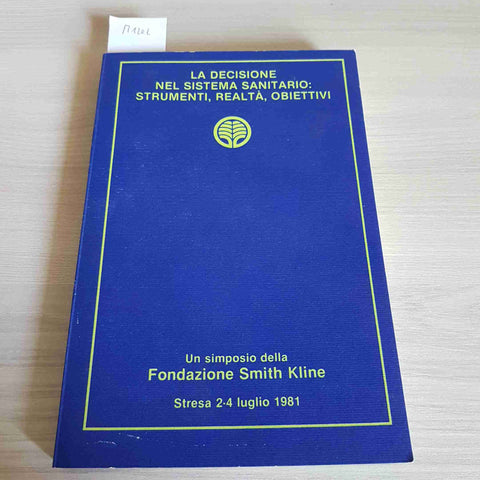 LA DECISIONE
NEL SISTEMA SANITARIO:
STRUMENTI, REALTÀ, OBIETTIVI
Un simposio della
Fondazione Smith Kline
Stresa 2-4 luglio 1981